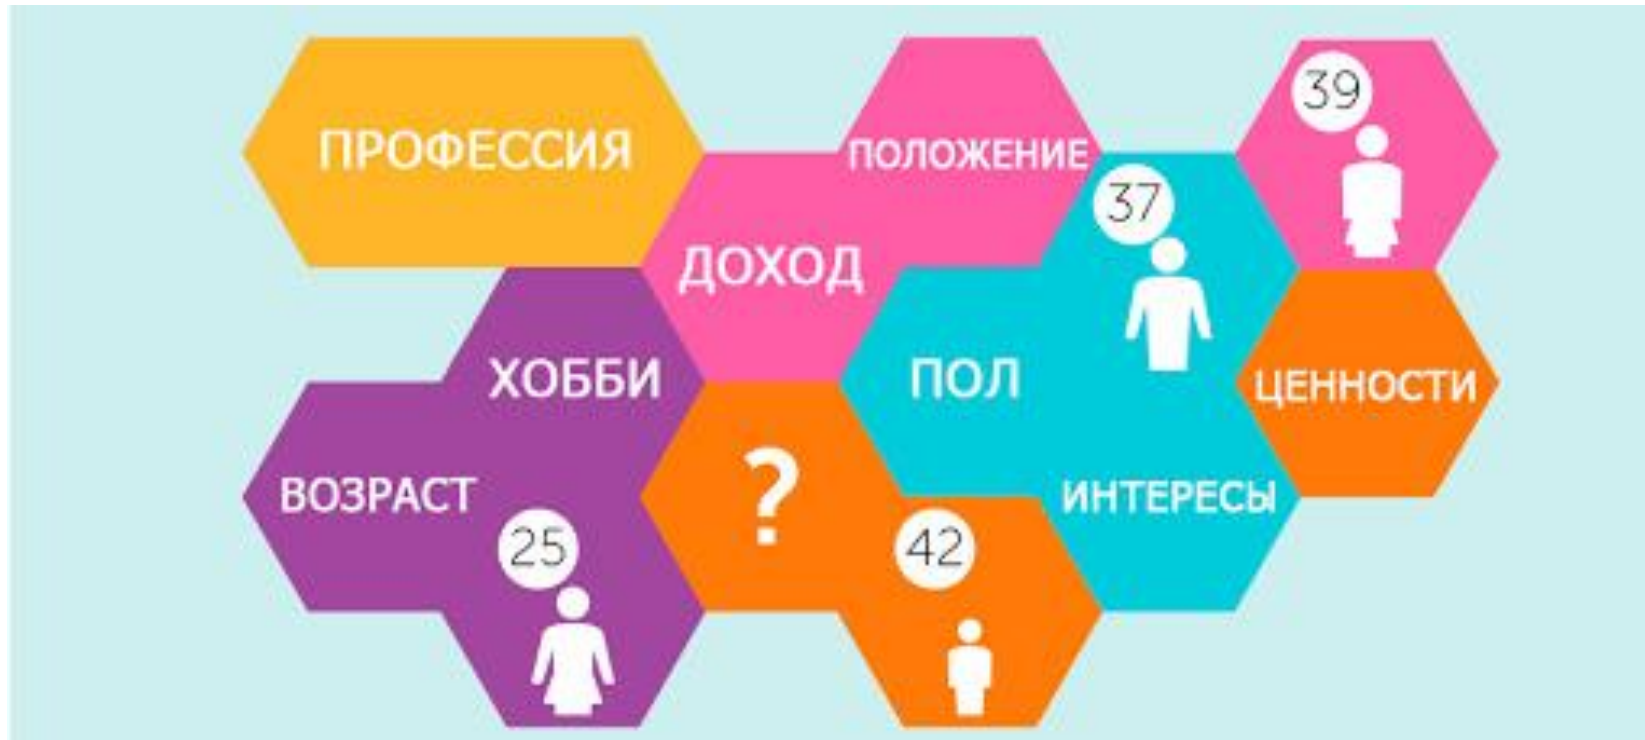 ПРОФЕССИЯ
ПОЛОЖЕНИЕ
39
37
ДОХОД
ХОББИ
ПОЛ
ЦЕННОСТИ
ВОЗРАСТ
?
ИНТЕРЕСЫ
25
42